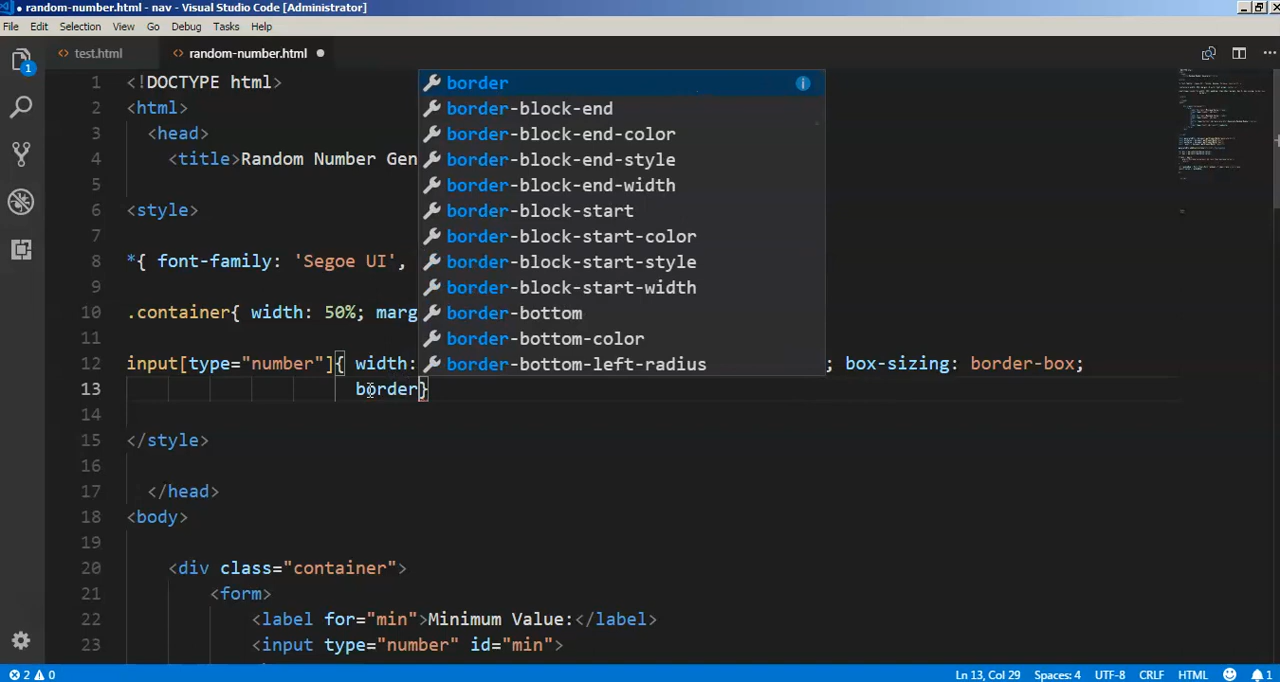 random-number.html - nav - Visual Studio Code [Administrator]
File Edit Selection View Go Debug Tasks Help
1
<> test.html <> random-number.html ●
1 <!DOCTYPE html>
2 <html>
3 <head>
4 <title>Random Number Gen
5
6 <style>
7
8 *{ font-family: 'Segoe UI',
9
10 .container{ width: 50%; marg
11
12 input[type="number"]{ width: ; box-sizing: border-box;
13 border}
14
15 </style>
16
17 </head>
18 <body>
19
20 <div class="container">
21 <form>
22 <label for="min">Minimum Value:</label>
23 <input type="number" id="min">
border
border-block-end
border-block-end-color
border-block-end-style
border-block-end-width
border-block-start
border-block-start-color
border-block-start-style
border-block-start-width
border-bottom
border-bottom-color
border-bottom-left-radius
2 0 Ln 13, Col 29 Spaces: 4 UTF-8 CRLF HTML 1